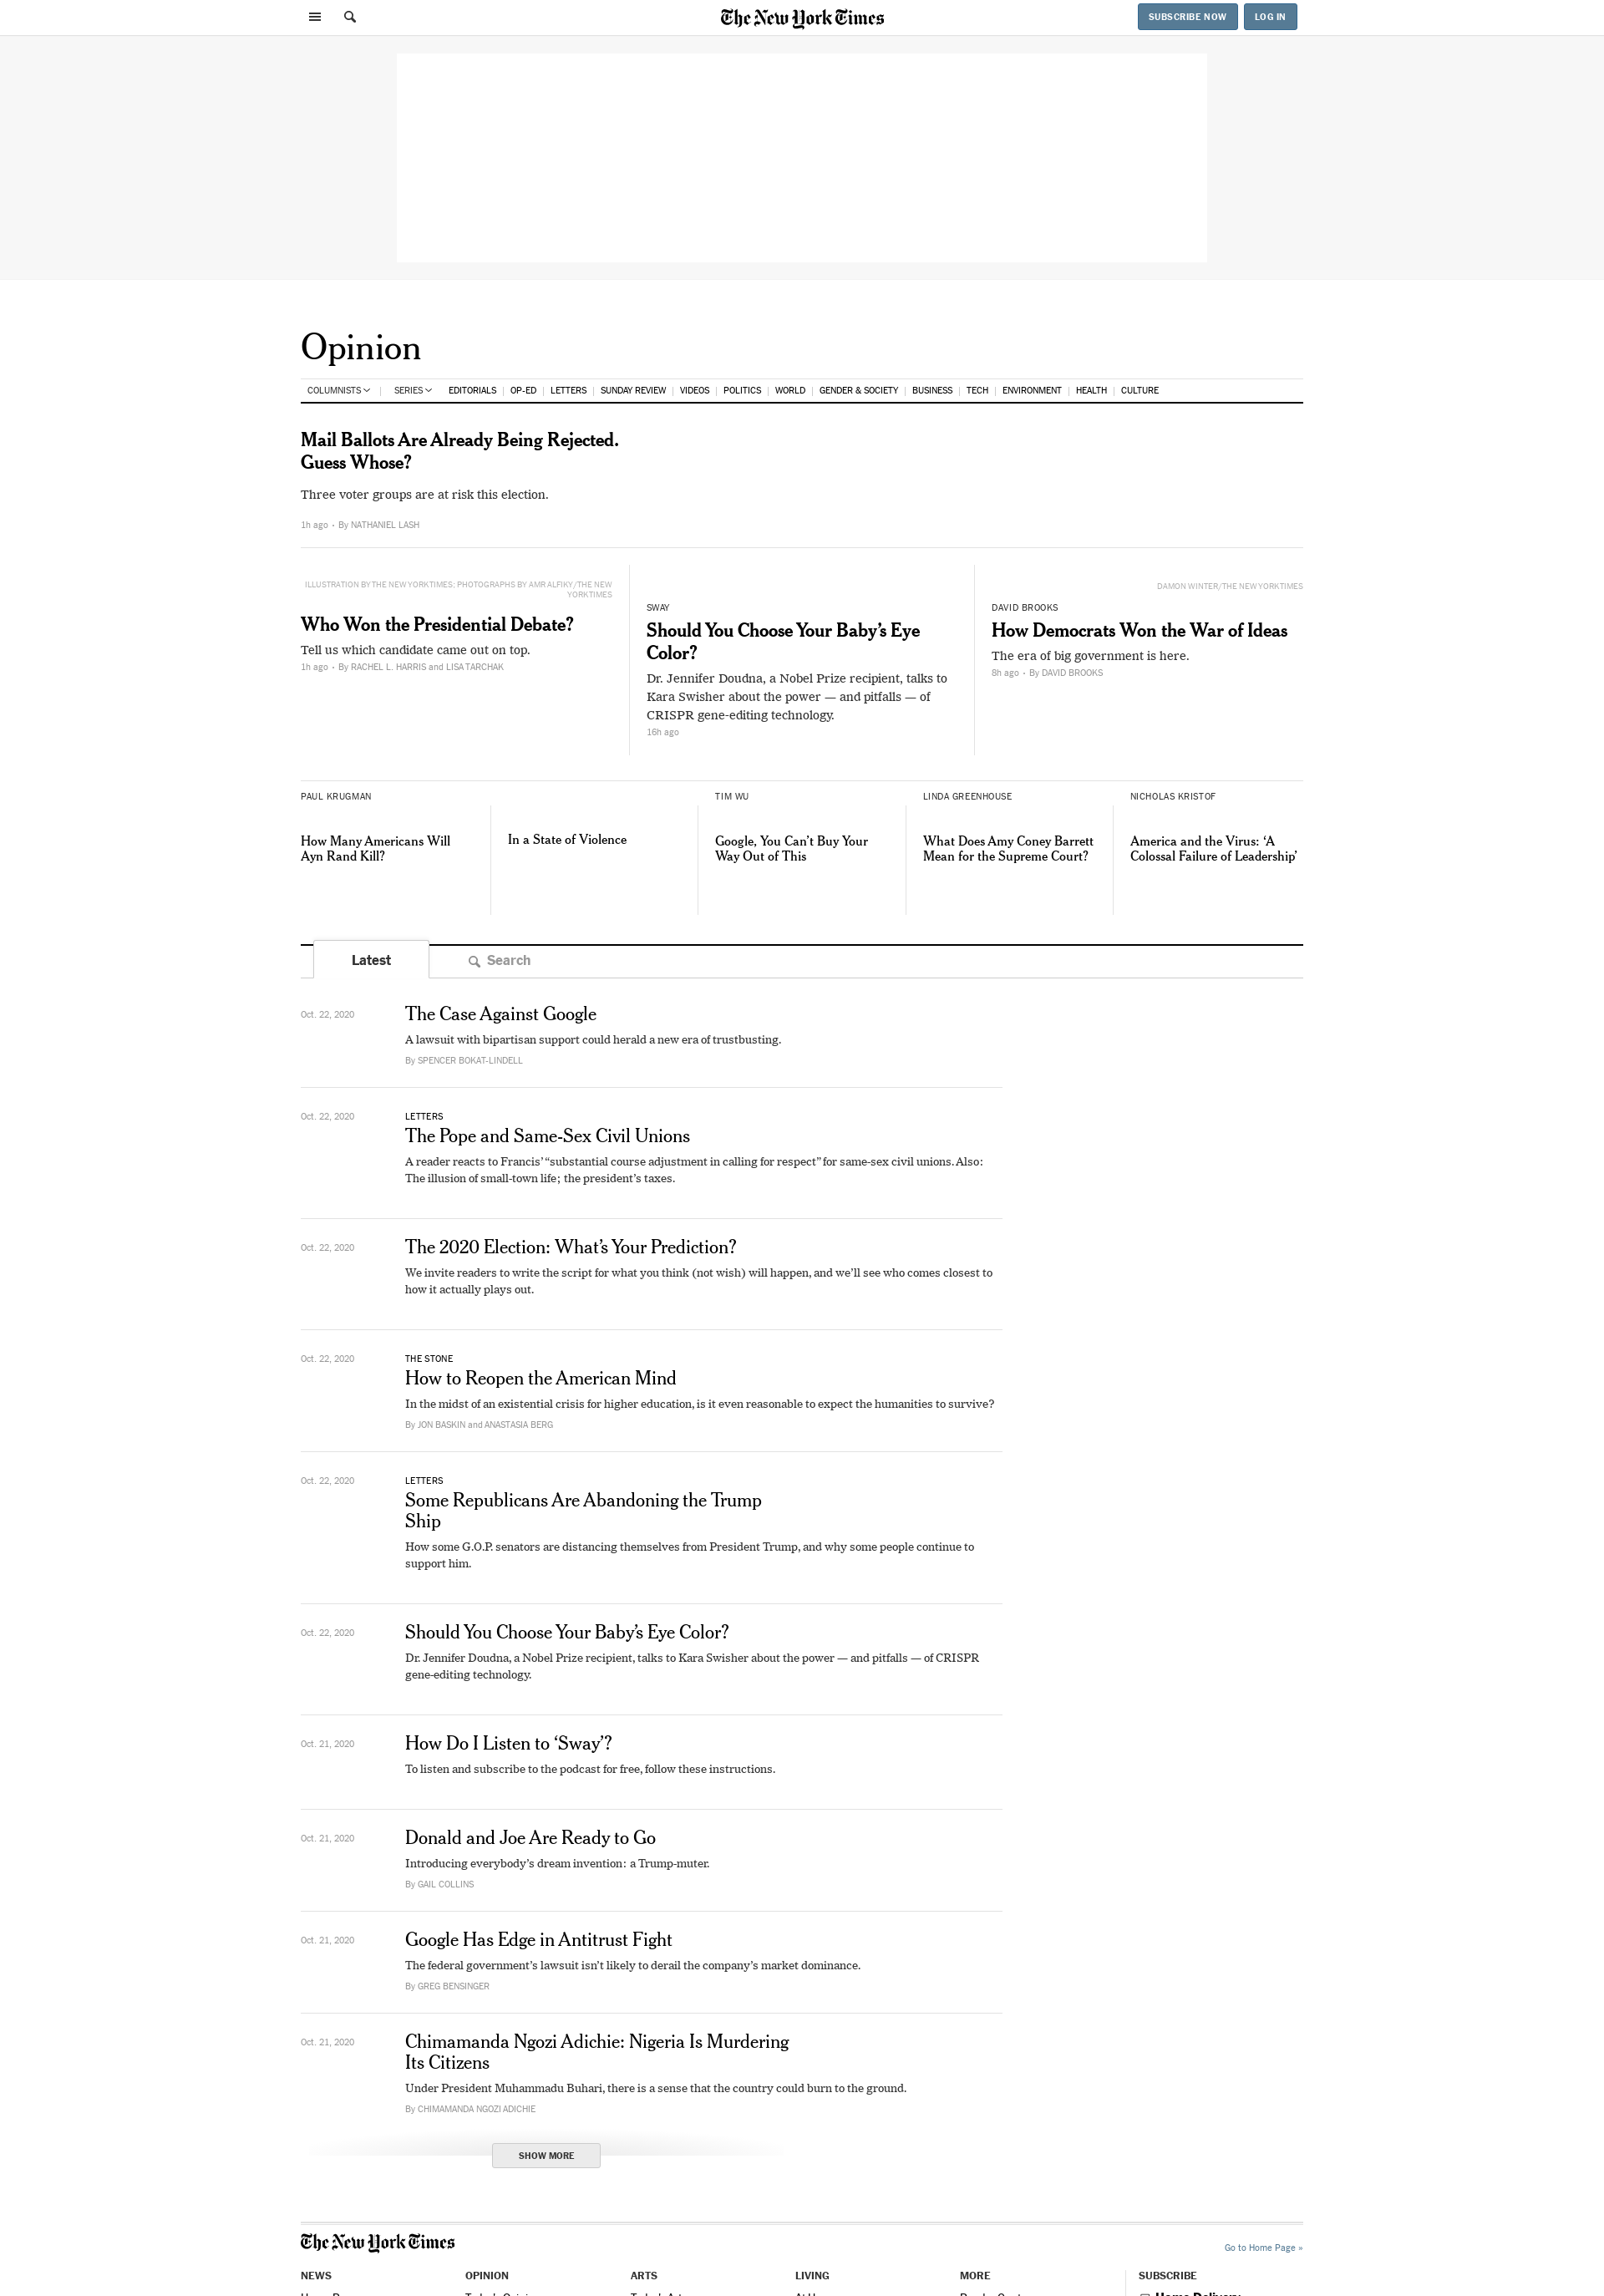 The New York Times
SUBSCRIBE NOW
LOG IN
Opinion
COLUMNISTS
SERIES
EDITORIALS
OP-ED
LETTERS
SUNDAY REVIEW
VIDEOS
POLITICS
WORLD
GENDER & SOCIETY
BUSINESS
TECH
ENVIRONMENT
HEALTH
CULTURE
Mail Ballots Are Already Being Rejected.
Guess Whose?
Three voter groups are at risk this election.
1h ago • By NATHANIEL LASH
ILLUSTRATION BY THE NEW YORK TIMES; PHOTOGRAPHS BY AMR ALFIKY/THE NEW
YORK TIMES
Who Won the Presidential Debate?
Tell us which candidate came out on top.
1h ago • By RACHEL L. HARRIS and LISA TARCHAK
SWAY
Should You Choose Your Baby’s Eye
Color?
Dr. Jennifer Doudna, a Nobel Prize recipient, talks to
Kara Swisher about the power — and pitfalls — of
CRISPR gene-editing technology.
16h ago
DAMON WINTER/THE NEW YORK TIMES
DAVID BROOKS
How Democrats Won the War of Ideas
The era of big government is here.
8h ago • By DAVID BROOKS
PAUL KRUGMAN
How Many Americans Will
Ayn Rand Kill?
In a State of Violence
TIM WU
Google, You Can’t Buy Your
Way Out of This
LINDA GREENHOUSE
What Does Amy Coney Barrett
Mean for the Supreme Court?
NICHOLAS KRISTOF
America and the Virus: ‘A
Colossal Failure of Leadership’
Latest
Search
Oct. 22, 2020
The Case Against Google
A lawsuit with bipartisan support could herald a new era of trustbusting.
By SPENCER BOKAT-LINDELL
Oct. 22, 2020
LETTERS
The Pope and Same-Sex Civil Unions
A reader reacts to Francis’ “substantial course adjustment in calling for respect” for same-sex civil unions. Also:
The illusion of small-town life; the president’s taxes.
Oct. 22, 2020
The 2020 Election: What’s Your Prediction?
We invite readers to write the script for what you think (not wish) will happen, and we’ll see who comes closest to
how it actually plays out.
Oct. 22, 2020
THE STONE
How to Reopen the American Mind
In the midst of an existential crisis for higher education, is it even reasonable to expect the humanities to survive?
By JON BASKIN and ANASTASIA BERG
Oct. 22, 2020
LETTERS
Some Republicans Are Abandoning the Trump
Ship
How some G.O.P. senators are distancing themselves from President Trump, and why some people continue to
support him.
Oct. 22, 2020
Should You Choose Your Baby’s Eye Color?
Dr. Jennifer Doudna, a Nobel Prize recipient, talks to Kara Swisher about the power — and pitfalls — of CRISPR
gene-editing technology.
Oct. 21, 2020
How Do I Listen to ‘Sway’?
To listen and subscribe to the podcast for free, follow these instructions.
Oct. 21, 2020
Donald and Joe Are Ready to Go
Introducing everybody’s dream invention: a Trump-muter.
By GAIL COLLINS
Oct. 21, 2020
Google Has Edge in Antitrust Fight
The federal government’s lawsuit isn’t likely to derail the company’s market dominance.
By GREG BENSINGER
Oct. 21, 2020
Chimamanda Ngozi Adichie: Nigeria Is Murdering
Its Citizens
Under President Muhammadu Buhari, there is a sense that the country could burn to the ground.
By CHIMAMANDA NGOZI ADICHIE
SHOW MORE
The New York Times
Go to Home Page »
NEWS
OPINION
ARTS
LIVING
MORE
SUBSCRIBE